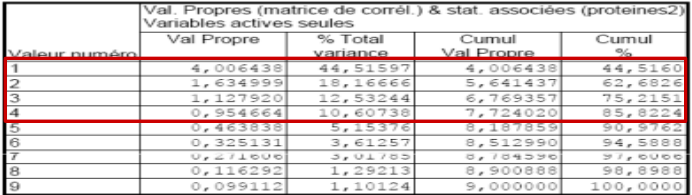 Val. Propres (matrice de corrél.) & stat. associées (proteines2)
Variables actives seules
Valeur numéro Val Propre % Total variance Cumul Val Propre Cumul %
1 4,006438 44,51597 4,006438 44,5160
2 1,634999 18,16666 5,641437 62,6826
3 1,127920 12,53244 6,769357 75,2151
4 0,954664 10,60738 7,724020 85,8224
5 0,463838 5,15376 8,187859 90,9762
6 0,325131 3,61257 8,512990 94,5888
7 0,271606 3,01785 8,784596 97,6066
8 0,116292 1,29213 8,900888 98,8988
9 0,099112 1,10124 9,000000 100,0000